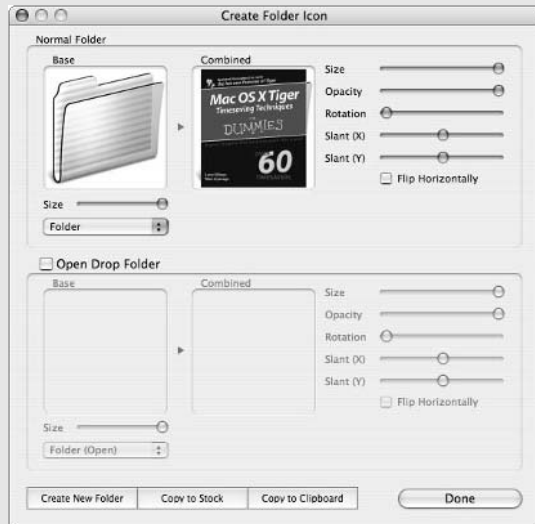 Create Folder Icon
Normal Folder
Base
Combined
Mac OS X Tiger
Timesaving Techniques
FOR
DUMMIES
60
Size
Folder
Size
Opacity
Rotation
Slant (X)
Slant (Y)
Flip Horizontally
Open Drop Folder
Base
Combined
Size
Folder (Open)
Size
Opacity
Rotation
Slant (X)
Slant (Y)
Flip Horizontally
Create New Folder
Copy to Stock
Copy to Clipboard
Done